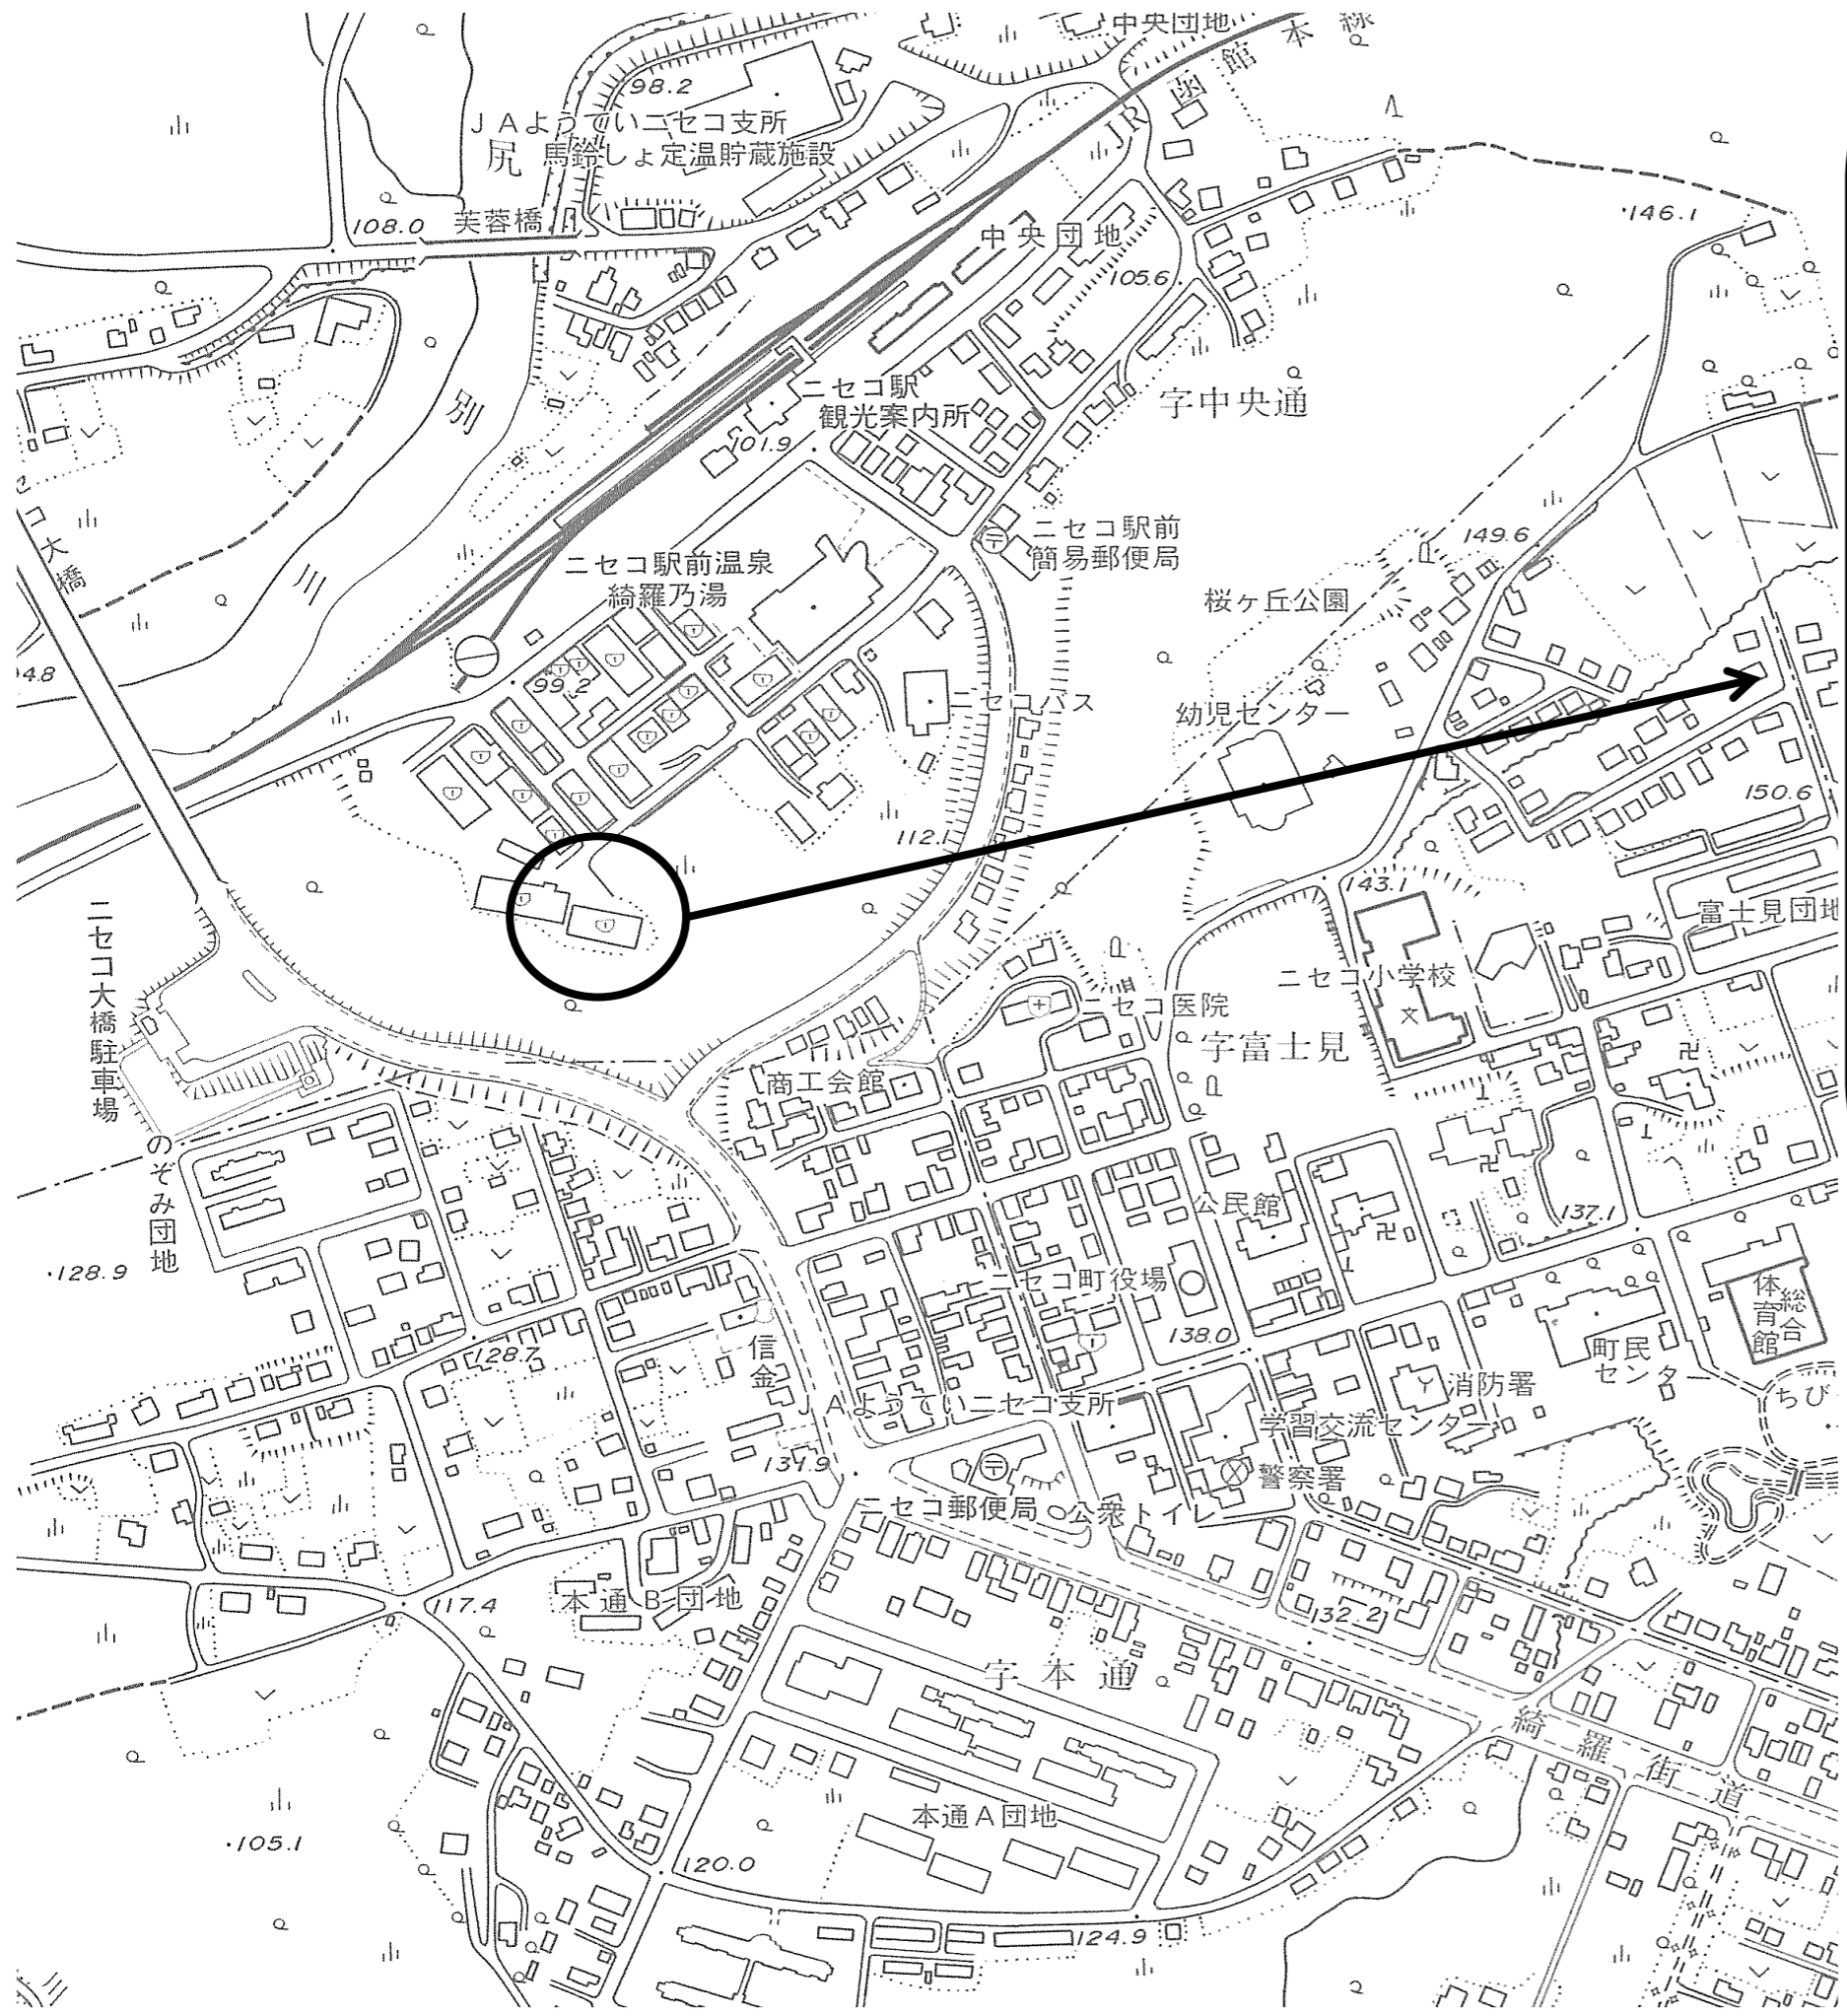 中央団地
JR函館本線
98.2
JAようていニセコ支所
馬鈴しょ定温貯蔵施設
尻
108.0
芙蓉橋
中央団地
105.6
146.1
別
川
ニセコ駅
観光案内所
101.9
字中央通
コ大橋
ニセコ駅前
簡易郵便局
149.6
ニセコ駅前温泉
綺羅乃湯
桜ヶ丘公園
4.8
99.2
ニセコバス
幼児センター
112.1
150.6
143.1
富士見団地
ニセコ大橋駐車場
ニセコ小学校
ニセコ医院
字富士見
商工会館
のぞみ団地
公民館
137.1
128.9
ニセコ町役場
138.0
総合
体育館
町民
センター
128.7
信金
消防署
ちび
JAようていニセコ支所
学習交流センター
131.9
警察署
ニセコ郵便局
公衆トイレ
本通B団地
117.4
132.2
字本通
綺羅街道
本通A団地
105.1
120.0
124.9
川